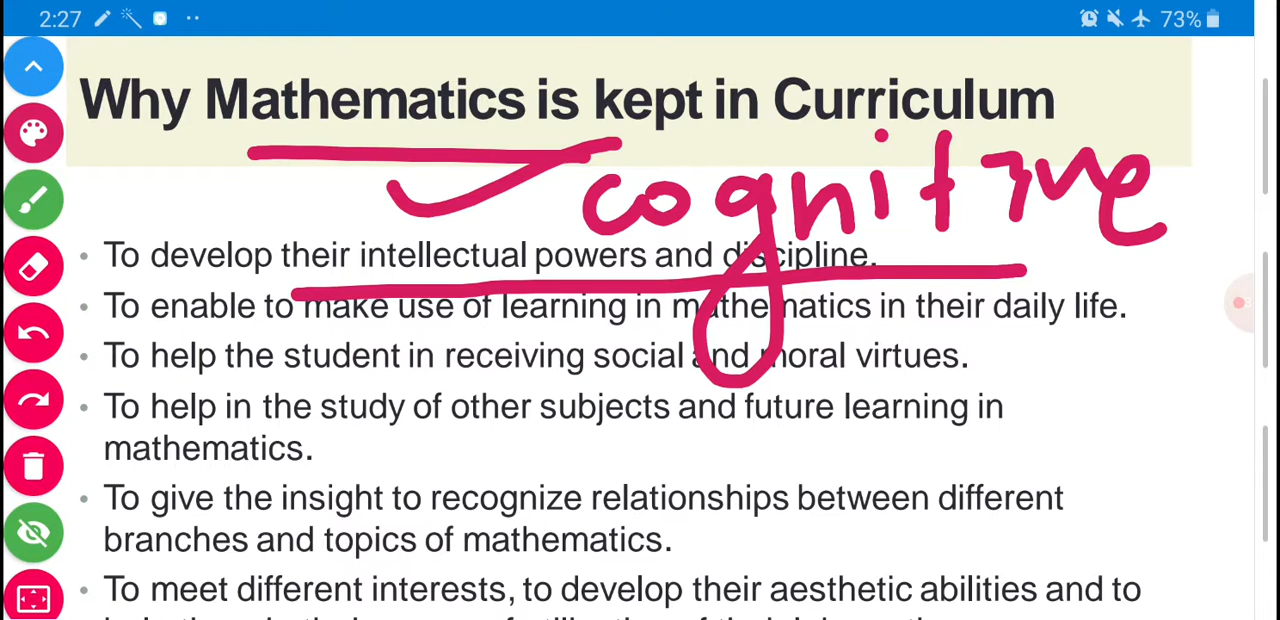 2:27
73%
Why Mathematics is kept in Curriculum
cognitive
• To develop their intellectual powers and discipline.
• To enable to make use of learning in mathematics in their daily life.
• To help the student in receiving social and moral virtues.
• To help in the study of other subjects and future learning in
mathematics.
• To give the insight to recognize relationships between different
branches and topics of mathematics.
• To meet different interests, to develop their aesthetic abilities and to